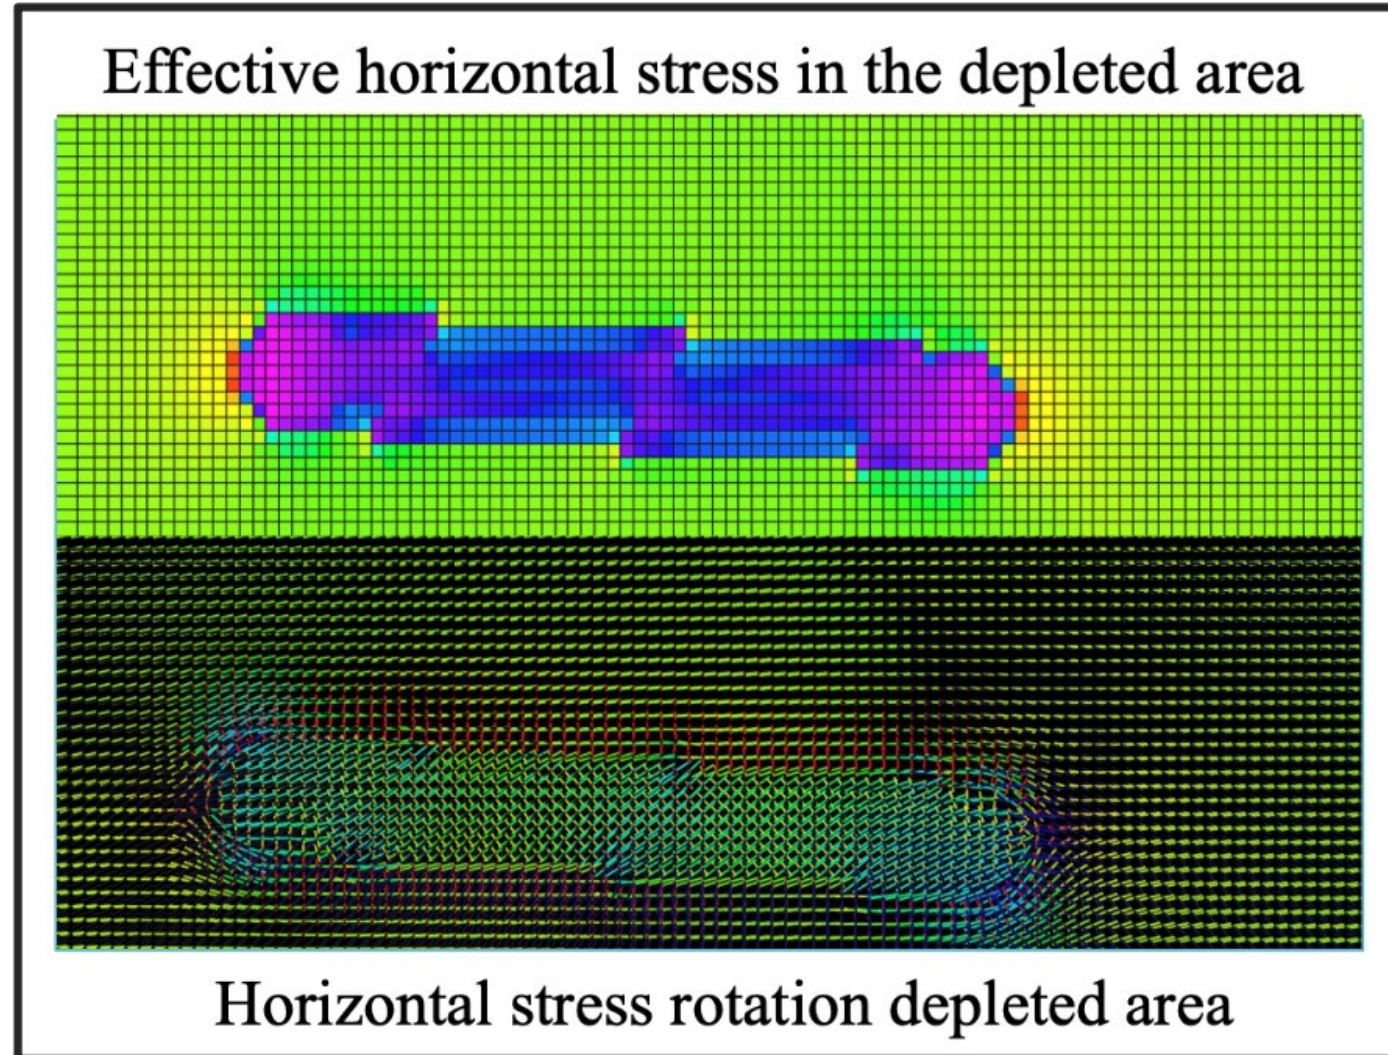 Effective horizontal stress in the depleted area
Horizontal stress rotation depleted area